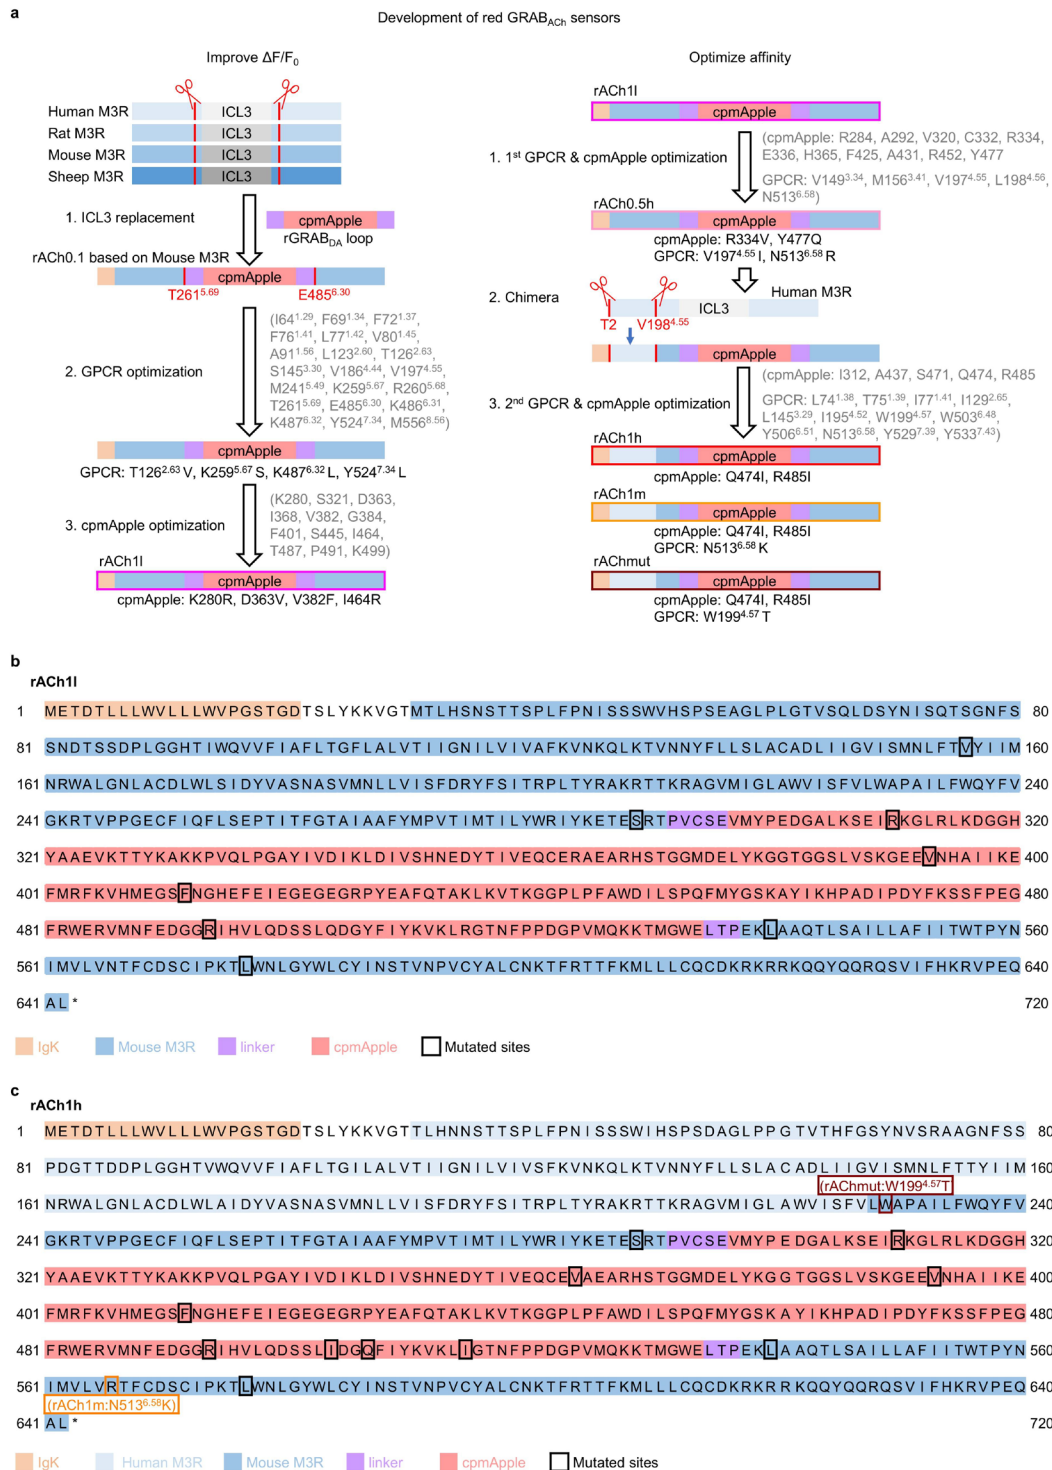 a
Development of red GRAB_ACh sensors
Improve ΔF/F₀
Human M3R ICL3
Rat M3R ICL3
Mouse M3R ICL3
Sheep M3R ICL3
1. ICL3 replacement
cpmApple
rGRAB_DA loop
rACh0.1 based on Mouse M3R
cpmApple
T261^5.69 E485^6.30
2. GPCR optimization
(I64^1.29, F69^1.34, F72^1.37,
F76^1.41, L77^1.42, V80^1.45,
A91^1.56, L123^2.60, T126^2.63,
S145^3.30, V186^4.44, V197^4.55,
M241^5.49, K259^5.67, R260^5.68,
T261^5.69, E485^6.30, K486^6.31,
K487^6.32, Y524^7.34, M556^8.56)
cpmApple
GPCR: T126^2.63 V, K259^5.67 S, K487^6.32 L, Y524^7.34 L
3. cpmApple optimization
(K280, S321, D363,
I368, V382, G384,
F401, S445, I464,
T487, P491, K499)
rACh1l
cpmApple
cpmApple: K280R, D363V, V382F, I464R
Optimize affinity
rACh1l
cpmApple
1. 1st GPCR & cpmApple optimization
(cpmApple: R284, A292, V320, C332, R334,
E336, H365, F425, A431, R452, Y477
GPCR: V149^3.34, M156^3.41, V197^4.55, L198^4.56,
N513^6.58)
rACh0.5h
cpmApple
cpmApple: R334V, Y477Q
GPCR: V197^4.55 I, N513^6.58 R
2. Chimera
Human M3R
ICL3
T2 V198^4.55
cpmApple
3. 2nd GPCR & cpmApple optimization
(cpmApple: I312, A437, S471, Q474, R485
GPCR: L74^1.38, T75^1.39, I77^1.41, I129^2.65,
L145^3.29, I195^4.52, W199^4.57, W503^6.48,
Y506^6.51, N513^6.58, Y529^7.39, Y533^7.43)
rACh1h
cpmApple
cpmApple: Q474I, R485I
rACh1m
cpmApple
cpmApple: Q474I, R485I
GPCR: N513^6.58 K
rAChmut
cpmApple
cpmApple: Q474I, R485I
GPCR: W199^4.57 T
b
rACh1l
1 METDTLLLWVLLLWVPGSTGDTSLYKKVGTMTLHSNSTTSPLFPNISSSWVHSPSEAGLPLGTVSQLDSYNISQTSGNFS 80
81 SNDTSSDPLGGHTIWQVVFIAFLTGFLALVTIIGNILVIVAFKVNKQLKTVNNYFLLSLACADLIIGVISMNLFTVYIIM 160
161 NRWALGNLACDLWLSIDYVASNASVMNLLVISFDRYFSITRPLTYRAKRTTKRAGVMIGLAWVISFVLWAPAILFWQYFV 240
241 GKRTVPPGECFIQFLSEPTITFGTAIAAFYMPVTIMTILYWRIYKETESRTPVCSEVMYPEDGALKSEIRKGLRLKDGGH 320
321 YAAEVKTTYKAKKPVQLPGAYIVDIKLDIVSHNEDYTIVEQCERAEARHSTGGMDELYKGGTGGSLVSKGEEVNHAIIKE 400
401 FMRFKVHMEGSFNGHEFEIEGEGEGRPYEAFQTAKLKVTKGGPLPFAWDILSPQFMYGSKAYIKHPADIPDYFKSSFPEG 480
481 FRWERVMNFEDGGRIHVLQDSSLQDGYFIYKVKLRGTNFPPDGPVMQKKTMGWELTPEKLAAQTLSAILLAFIITWTPYN 560
561 IMVLVNTFCDSCIPKTLWNLGYWLCYINSTVNPVCYALCNKTFRTTFKMLLLCQCDKRKRRKQQYQQRQSVIFHKRVPEQ 640
641 AL * 720
IgK Mouse M3R linker cpmApple Mutated sites
c
rACh1h
1 METDTLLLWVLLLWVPGSTGDTSLYKKVGTTLHNNSTTSPLFPNISSSWIHSPSDAGLPPGTVTHFGSYNVSRAAGNFSS 80
81 PDGTTDDPLGGHTVWQVVFIAFLTGILALVTIIGNILVIVSFKVNKQLKTVNNYFLLSLACADLIIGVISMNLFTTYIIM 160
(rAChmut:W199^4.57T
161 NRWALGNLACDLWLAIDYVASNASVMNLLVISFDRYFSITRPLTYRAKRTTKRAGVMIGLAWVISFVLWAPAILFWQYFV 240
241 GKRTVPPGECFIQFLSEPTITFGTAIAAFYMPVTIMTILYWRIYKETESRTPVCSEVMYPEDGALKSEIRKGLRLKDGGH 320
321 YAAEVKTTYKAKKPVQLPGAYIVDIKLDIVSHNEDYTIVEQCEVAEARHSTGGMDELYKGGTGGSLVSKGEEVNHAIIKE 400
401 FMRFKVHMEGSFNGHEFEIEGEGEGRPYEAFQTAKLKVTKGGPLPFAWDILSPQFMYGSKAYIKHPADIPDYFKSSFPEG 480
481 FRWERVMNFEDGGRIHVLQDSSLIDGQFIYKVKLIGTNFPPDGPVMQKKTMGWELTPEKLAAQTLSAILLAFIITWTPYN 560
561 IMVLVRTFCDSCIPKTLWNLGYWLCYINSTVNPVCYALCNKTFRTTFKMLLLCQCDKRKRRKQQYQQRQSVIFHKRVPEQ 640
(rACh1m:N513^6.58K)
641 AL * 720
IgK Human M3R Mouse M3R linker cpmApple Mutated sites